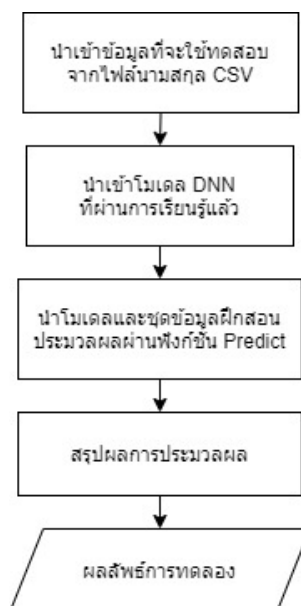 นำเข้าข้อมูลที่จะใช้ทดสอบ
จากไฟล์นามสกุล CSV
นำเข้าโมเดล DNN
ที่ผ่านการเรียนรู้แล้ว
นำโมเดลและชุดข้อมูลฝึกสอน
ประมวลผลผ่านฟังก์ชัน Predict
สรุปผลการประมวลผล
ผลลัพธ์การทดลอง